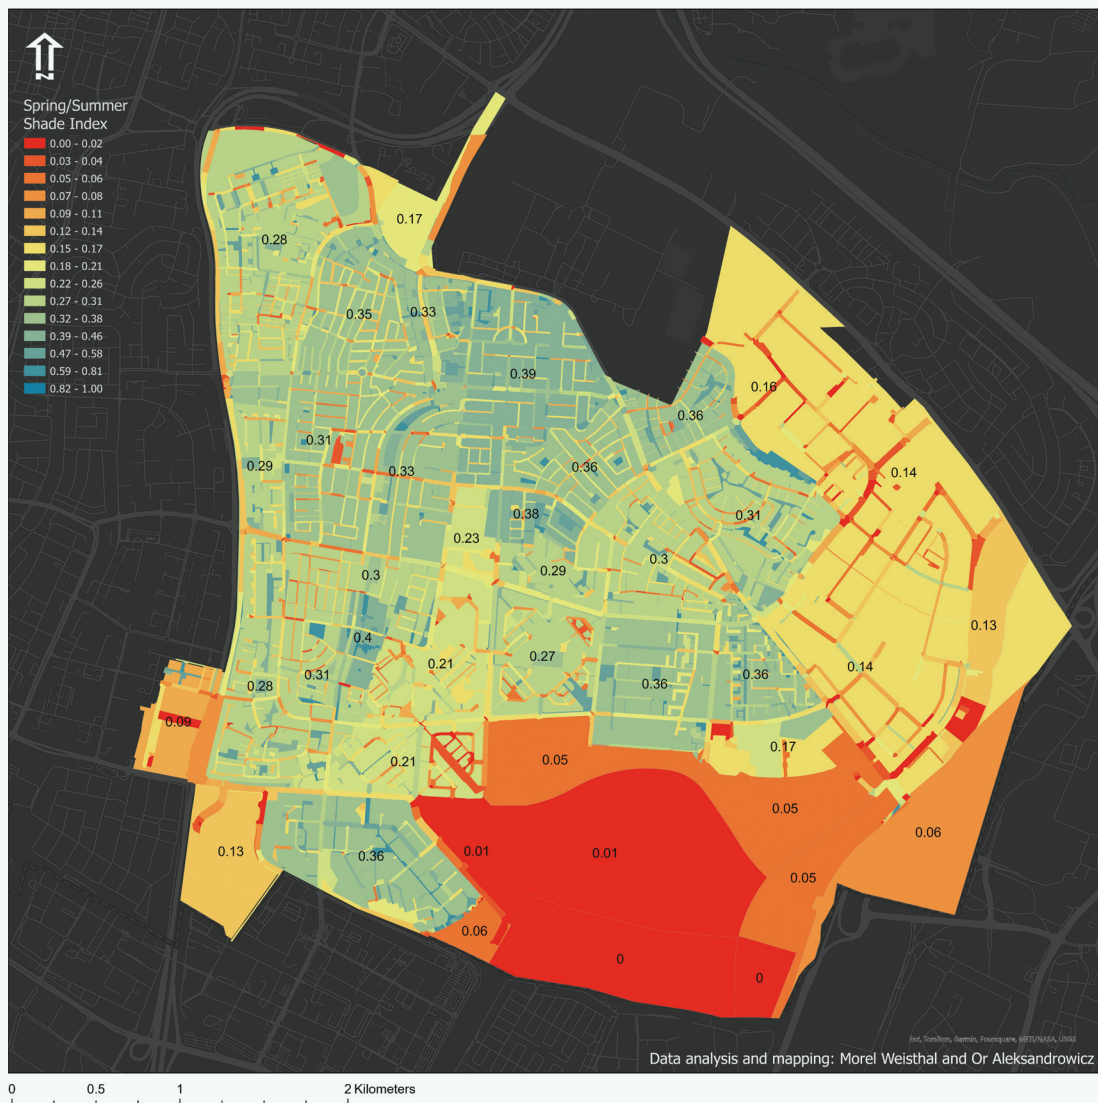 N
Spring/Summer
Shade Index
0.00 - 0.02
0.03 - 0.04
0.05 - 0.06
0.07 - 0.08
0.09 - 0.11
0.12 - 0.14
0.15 - 0.17
0.18 - 0.21
0.22 - 0.26
0.27 - 0.31
0.32 - 0.38
0.39 - 0.46
0.47 - 0.58
0.59 - 0.81
0.82 - 1.00
0.17
0.28
0.35
0.33
0.39
0.16
0.36
0.31
0.29
0.33
0.36
0.14
0.38
0.31
0.23
0.29
0.3
0.3
0.4
0.13
0.21
0.27
0.14
0.31
0.28
0.36
0.36
0.09
0.17
0.21
0.05
0.05
0.06
0.13
0.36
0.01
0.01
0.05
0.06
0
0
Esri, TomTom, Garmin, Foursquare, METI/NASA, USGS
Data analysis and mapping: Morel Weisthal and Or Aleksandrowicz
0 0.5 1 2 Kilometers